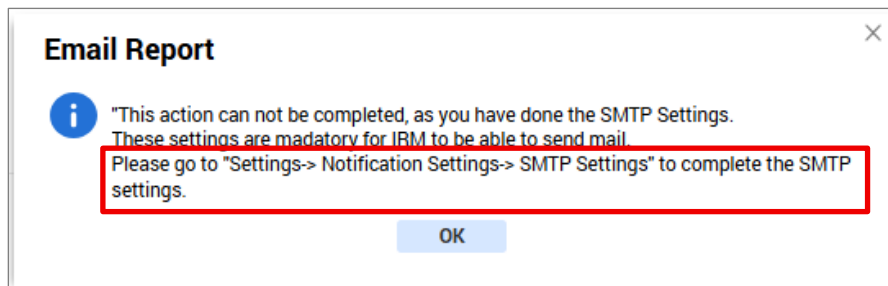 Email Report
"This action can not be completed, as you have done the SMTP Settings.
These settings are madatory for IRM to be able to send mail.
Please go to "Settings-> Notification Settings-> SMTP Settings" to complete the SMTP
settings.
OK